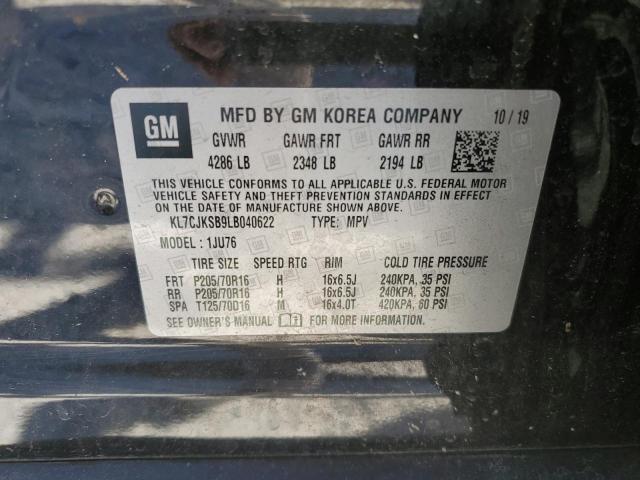 GM
MFD BY GM KOREA COMPANY 10/19
GVWR GAWR FRT GAWR RR
4286 LB 2348 LB 2194 LB
THIS VEHICLE CONFORMS TO ALL APPLICABLE U.S. FEDERAL MOTOR
VEHICLE SAFETY AND THEFT PREVENTION STANDARDS IN EFFECT
ON THE DATE OF MANUFACTURE SHOWN ABOVE.
KL7CJKSB9LB040622 TYPE: MPV
MODEL: 1JU76
TIRE SIZE SPEED RTG RIM COLD TIRE PRESSURE
FRT P205/70R16 H 16x6.5J 240KPA, 35 PSI
RR P205/70R16 H 16x6.5J 240KPA, 35 PSI
SPA T125/70D16 M 16x4.0T 420KPA, 60 PSI
SEE OWNER'S MANUAL FOR MORE INFORMATION.